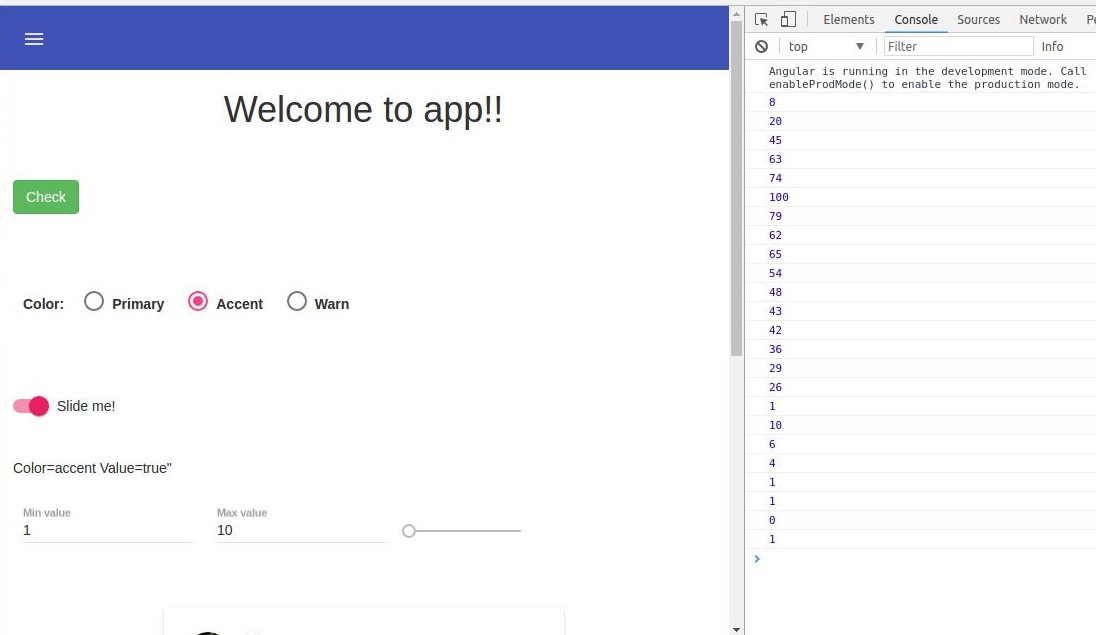 Welcome to app!!
Check
Color: Primary Accent Warn
Slide me!
Color=accent Value=true"
Min value Max value
1 10
Elements Console Sources Network
top Filter Info
Angular is running in the development mode. Call
enableProdMode() to enable the production mode.
8
20
45
63
74
100
79
62
65
54
48
43
42
36
29
26
1
10
6
4
1
1
0
1